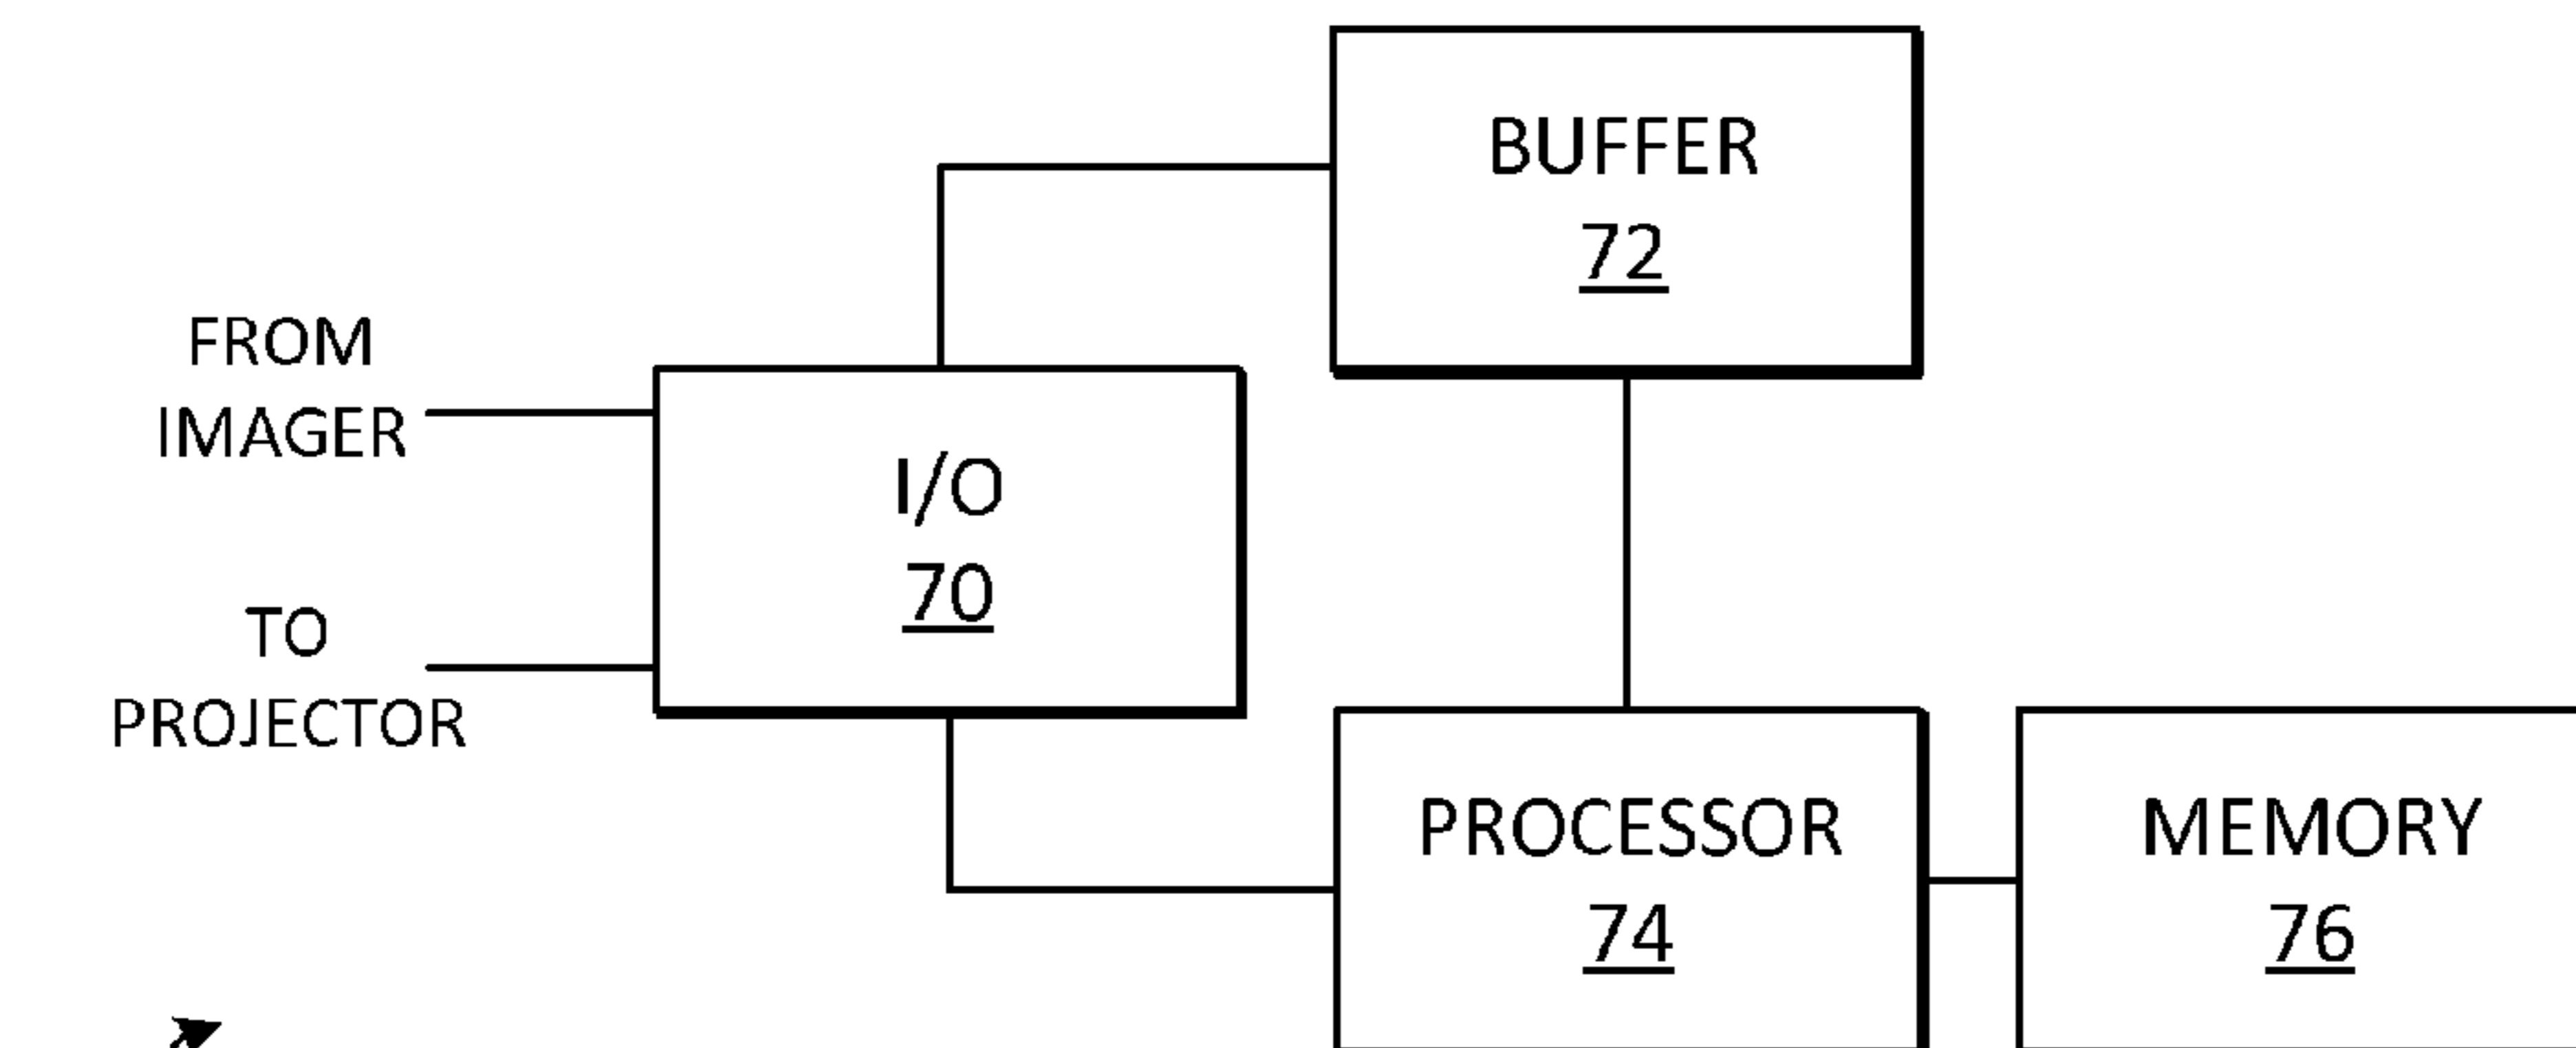 BUFFER
72
FROM
IMAGER
I/O
70
TO
PROJECTOR
PROCESSOR
74
MEMORY
76